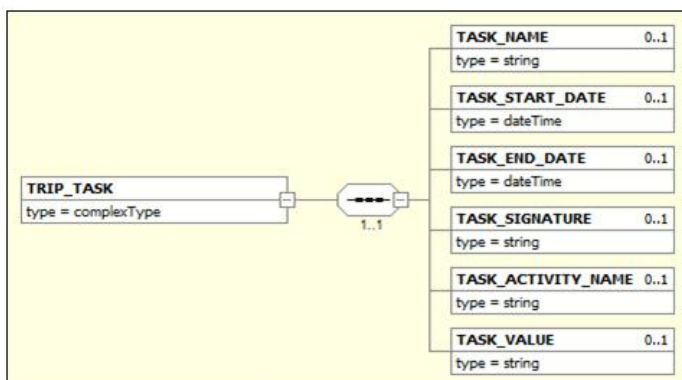 TASK_NAME 0..1
type = string
TASK_START_DATE 0..1
type = dateTime
TASK_END_DATE 0..1
type = dateTime
TRIP_TASK
type = complexType
1..1
TASK_SIGNATURE 0..1
type = string
TASK_ACTIVITY_NAME 0..1
type = string
TASK_VALUE 0..1
type = string